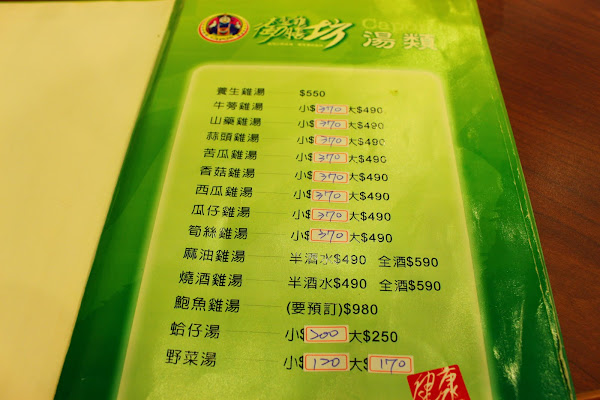 御膳坊
湯類
養生雞湯 $550
牛蒡雞湯 小$370 大$490
山藥雞湯 小$370 大$490
蒜頭雞湯 小$370 大$490
苦瓜雞湯 小$370 大$490
香菇雞湯 小$370 大$490
西瓜雞湯 小$370 大$490
瓜仔雞湯 小$370 大$490
筍絲雞湯 小$370 大$490
麻油雞湯 半酒水$490 全酒$590
燒酒雞湯 半酒水$490 全酒$590
鮑魚雞湯 (要預訂)$980
蛤仔湯 小$200 大$250
野菜湯 小$120 大$170
健康